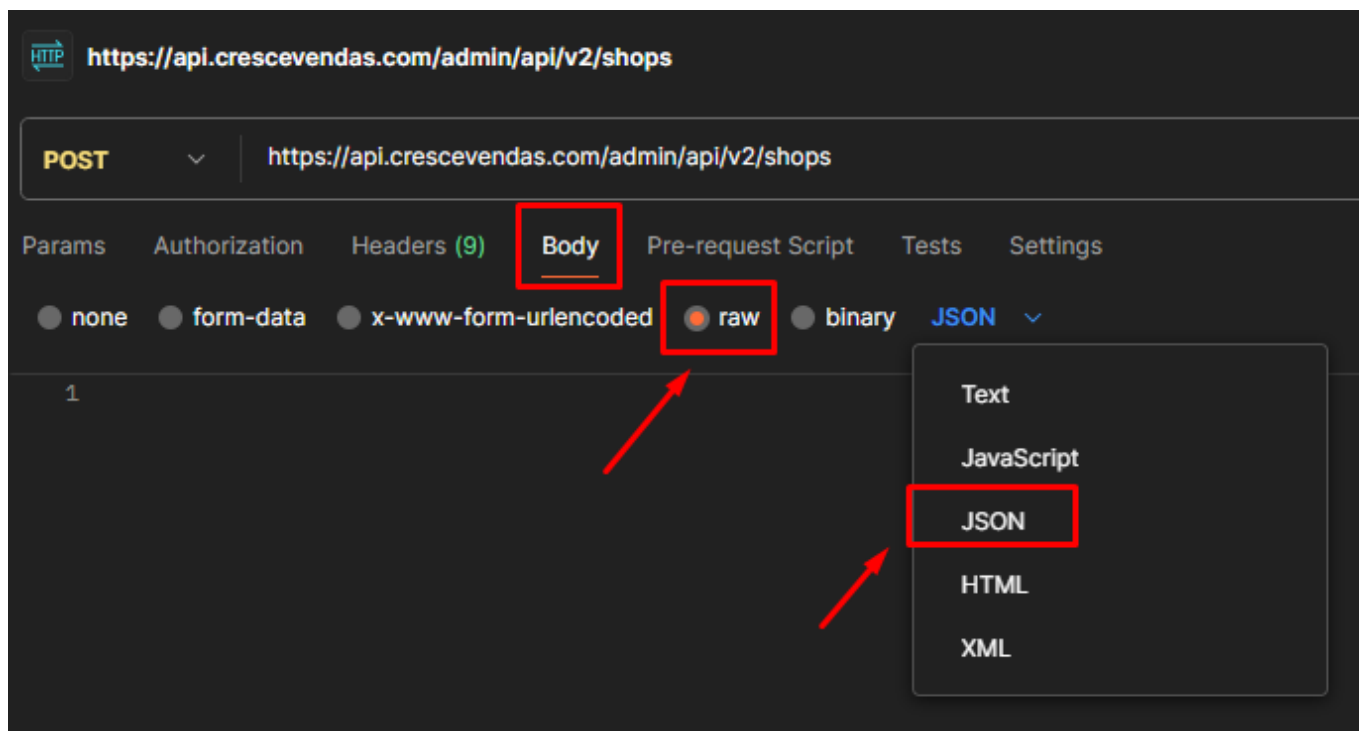 HTTP https://api.crescevendas.com/admin/api/v2/shops
POST https://api.crescevendas.com/admin/api/v2/shops
Params Authorization Headers (9) Body Pre-request Script Tests Settings
none form-data x-www-form-urlencoded raw binary JSON
1
Text
JavaScript
JSON
HTML
XML